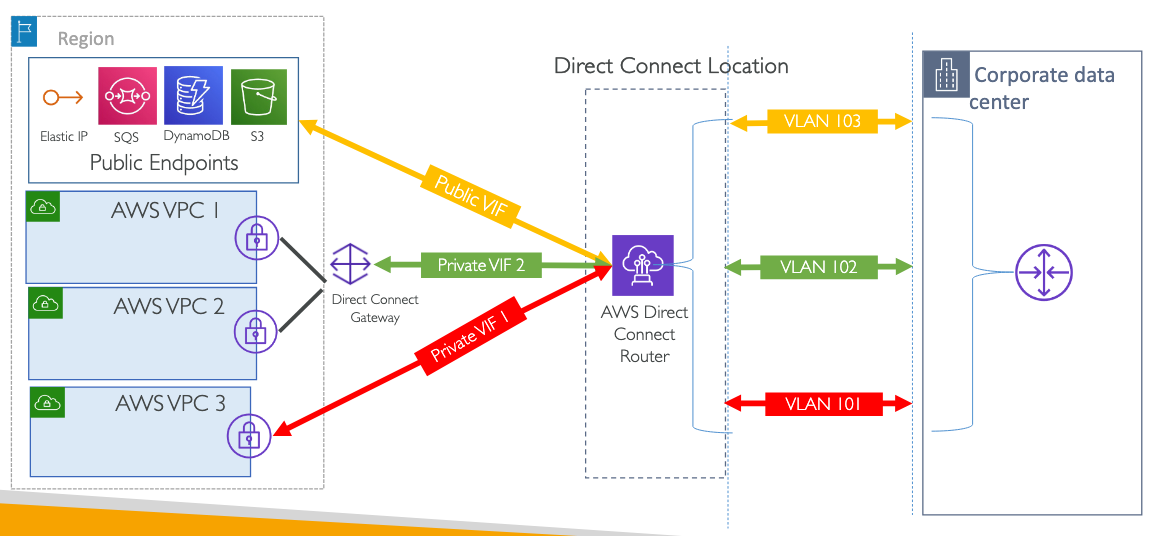 Region
Elastic IP
SQS
DynamoDB
S3
Public Endpoints
AWS VPC 1
AWS VPC 2
AWS VPC 3
Direct Connect
Gateway
Public VIF
Private VIF 2
Private VIF 1
Direct Connect Location
AWS Direct
Connect
Router
VLAN 103
VLAN 102
VLAN 101
Corporate data
center